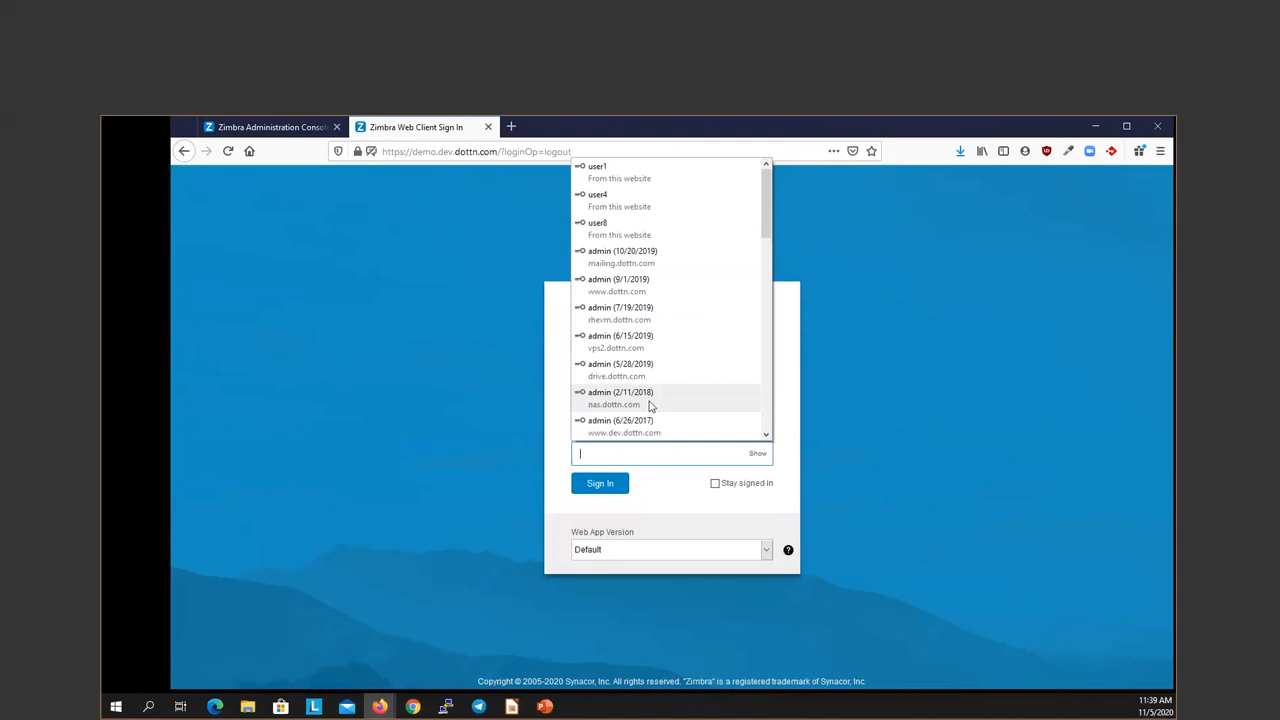 Zimbra Administration Consol
Zimbra Web Client Sign In
https://demo.dev.dottn.com/?loginOp=logout
user1
From this website
user4
From this website
user8
From this website
admin (10/20/2019)
mailing.dottn.com
admin (9/1/2019)
www.dottn.com
admin (7/19/2019)
rhevm.dottn.com
admin (6/15/2019)
vps2.dottn.com
admin (5/28/2019)
drive.dottn.com
admin (2/11/2018)
nas.dottn.com
admin (6/26/2017)
www.dev.dottn.com
Show
Sign In
Stay signed in
Web App Version
Default
Copyright © 2005-2020 Synacor, Inc. All rights reserved. "Zimbra" is a registered trademark of Synacor, Inc.
11:39 AM
11/5/2020